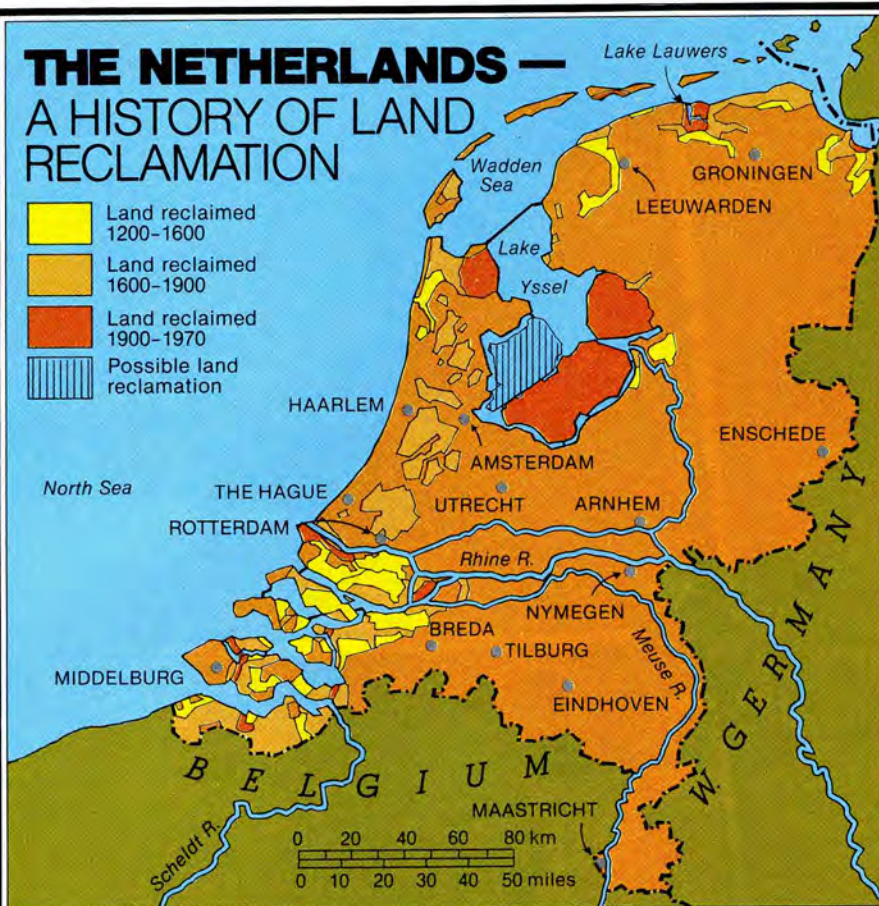 THE NETHERLANDS —
A HISTORY OF LAND
RECLAMATION
Land reclaimed
1200–1600
Land reclaimed
1600–1900
Land reclaimed
1900–1970
Possible land
reclamation
Lake Lauwers
Wadden
Sea
GRONINGEN
LEEUWARDEN
Lake
Yssel
HAARLEM
AMSTERDAM
ENSCHEDE
North Sea
THE HAGUE
UTRECHT
ARNHEM
ROTTERDAM
Rhine R.
NYMEGEN
BREDA
TILBURG
Meuse R.
MIDDELBURG
EINDHOVEN
W. GERMANY
BELGIUM
MAASTRICHT
Scheldt R.
0 20 40 60 80 km
0 10 20 30 40 50 miles